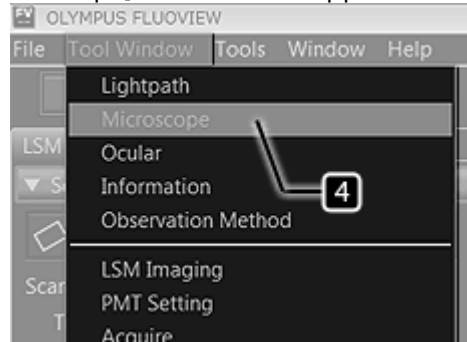 OLYMPUS FLUOVIEW
File Tool Window Tools Window Help
Lightpath
Microscope
LSM
Ocular
Information
4
Observation Method
LSM Imaging
Scan
PMT Setting
Acquire